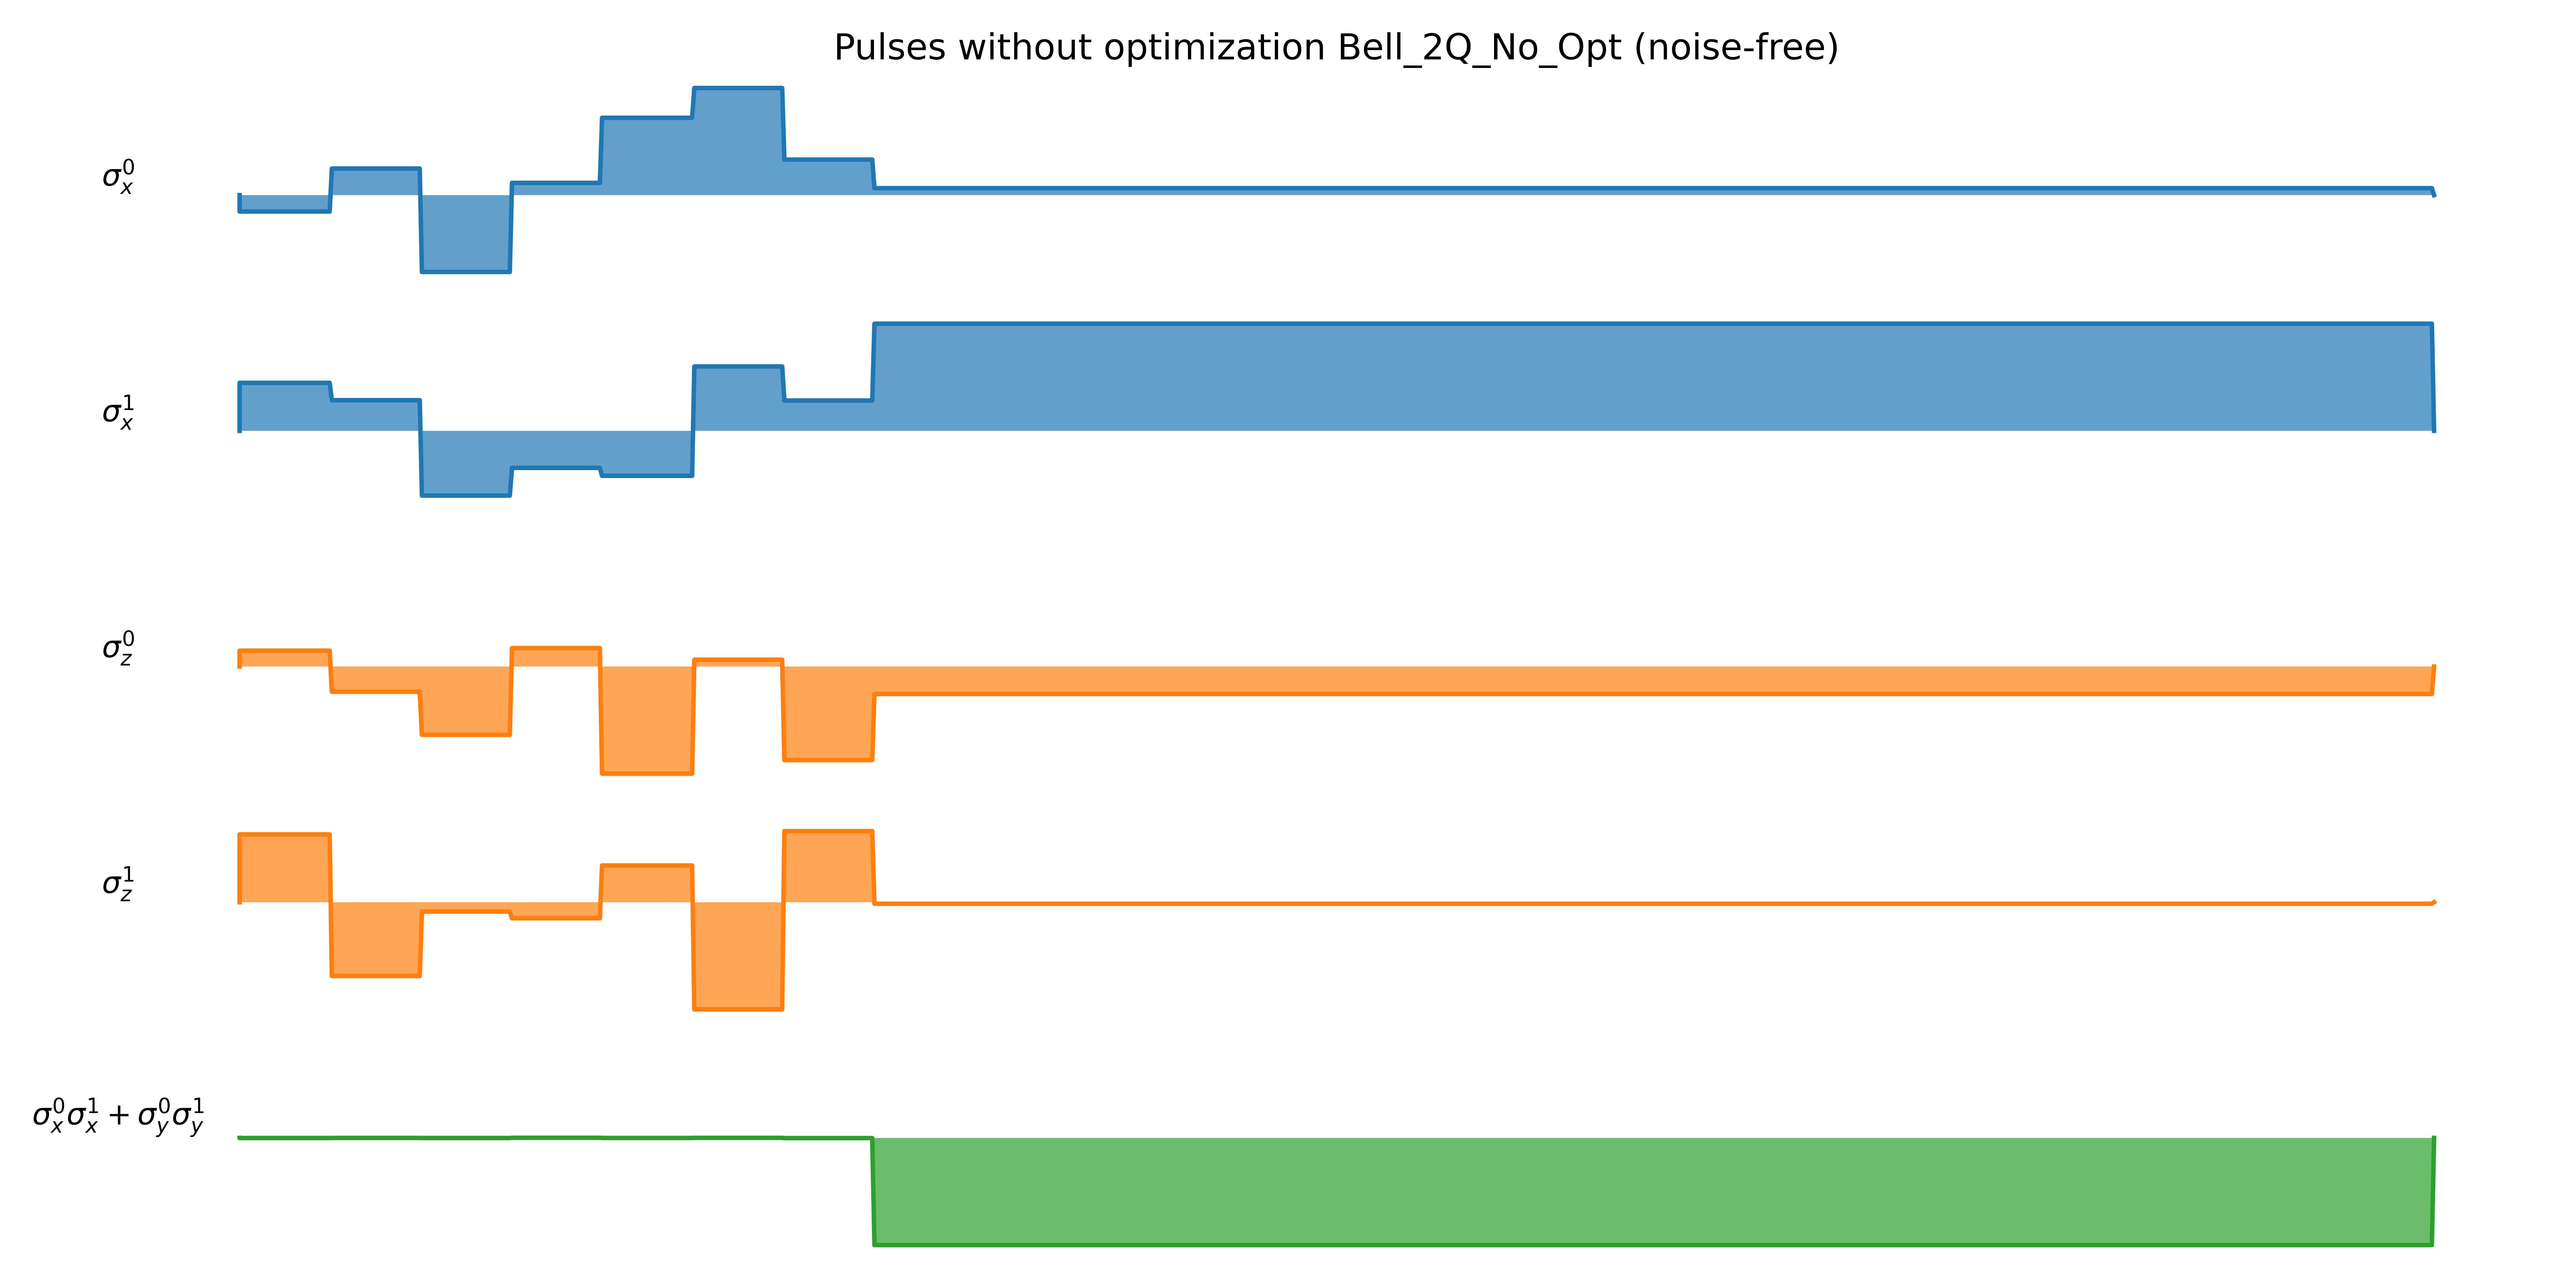 Pulses without optimization Bell_2Q_No_Opt (noise-free)
σ_x^0
σ_x^1
σ_z^0
σ_z^1
σ_x^0σ_x^1 + σ_y^0σ_y^1